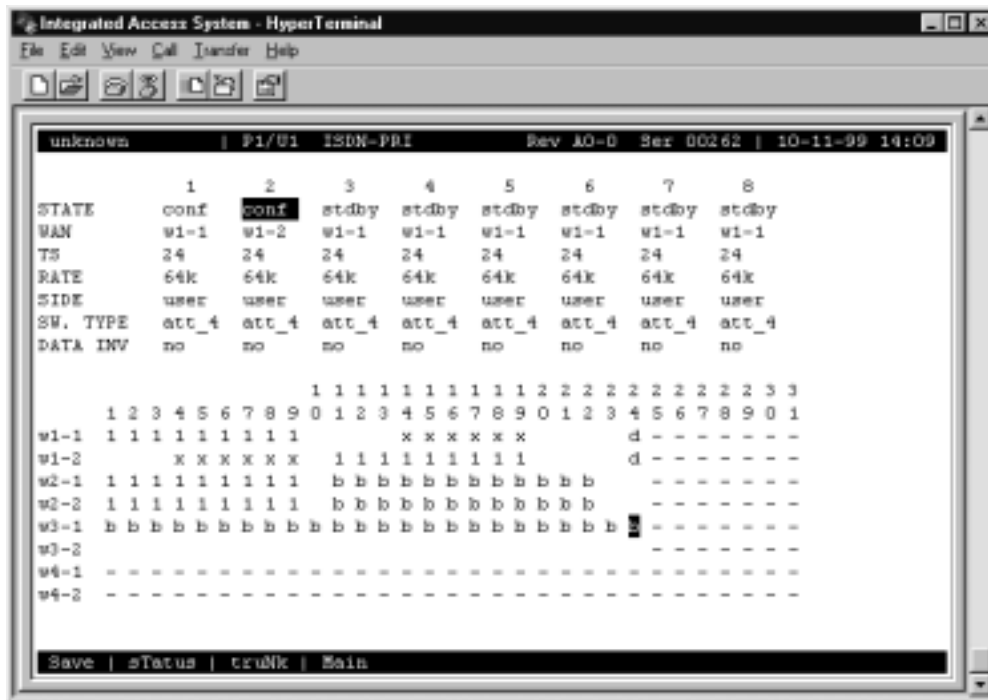 Integrated Access System - HyperTerminal
File Edit View Call Transfer Help
unknown | P1/U1 ISDN-PRI Rev A0-0 Ser 00262 | 10-11-99 14:09
1 2 3 4 5 6 7 8
STATE conf conf stdby stdby stdby stdby stdby stdby
WAN w1-1 w1-2 w1-1 w1-1 w1-1 w1-1 w1-1 w1-1
TS 24 24 24 24 24 24 24 24
RATE 64k 64k 64k 64k 64k 64k 64k 64k
SIDE user user user user user user user user
SW. TYPE att_4 att_4 att_4 att_4 att_4 att_4 att_4 att_4
DATA INV no no no no no no no no
1 1 1 1 1 1 1 1 1 1 2 2 2 2 2 2 2 2 2 2 3 3
1 2 3 4 5 6 7 8 9 0 1 2 3 4 5 6 7 8 9 0 1 2 3 4 5 6 7 8 9 0 1
w1-1 1 1 1 1 1 1 1 1 1 x x x x x x d - - - - - - -
w1-2 x x x x x x 1 1 1 1 1 1 1 1 1 d - - - - - - -
w2-1 1 1 1 1 1 1 1 1 1 b b b b b b b b b b b b - - - - - - -
w2-2 1 1 1 1 1 1 1 1 1 b b b b b b b b b b b b - - - - - - -
w3-1 b b b b b b b b b b b b b b b b b b b b b b b b - - - - - - -
w3-2 - - - - - - -
w4-1 - - - - - - - - - - - - - - - - - - - - - - - - - - - - - - -
w4-2 - - - - - - - - - - - - - - - - - - - - - - - - - - - - - - -
Save | sTatus | truNk | Main